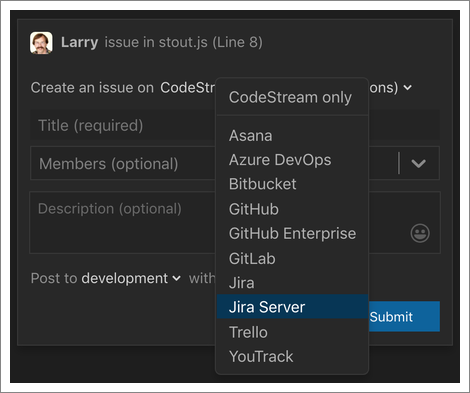 Larry issue in stout.js (Line 8)
Create an issue on CodeStr
ons)
CodeStream only
Title (required)
Asana
Members (optional)
Azure DevOps
Bitbucket
Description (optional)
GitHub
GitHub Enterprise
GitLab
Post to development with
Jira
Jira Server
Submit
Trello
YouTrack